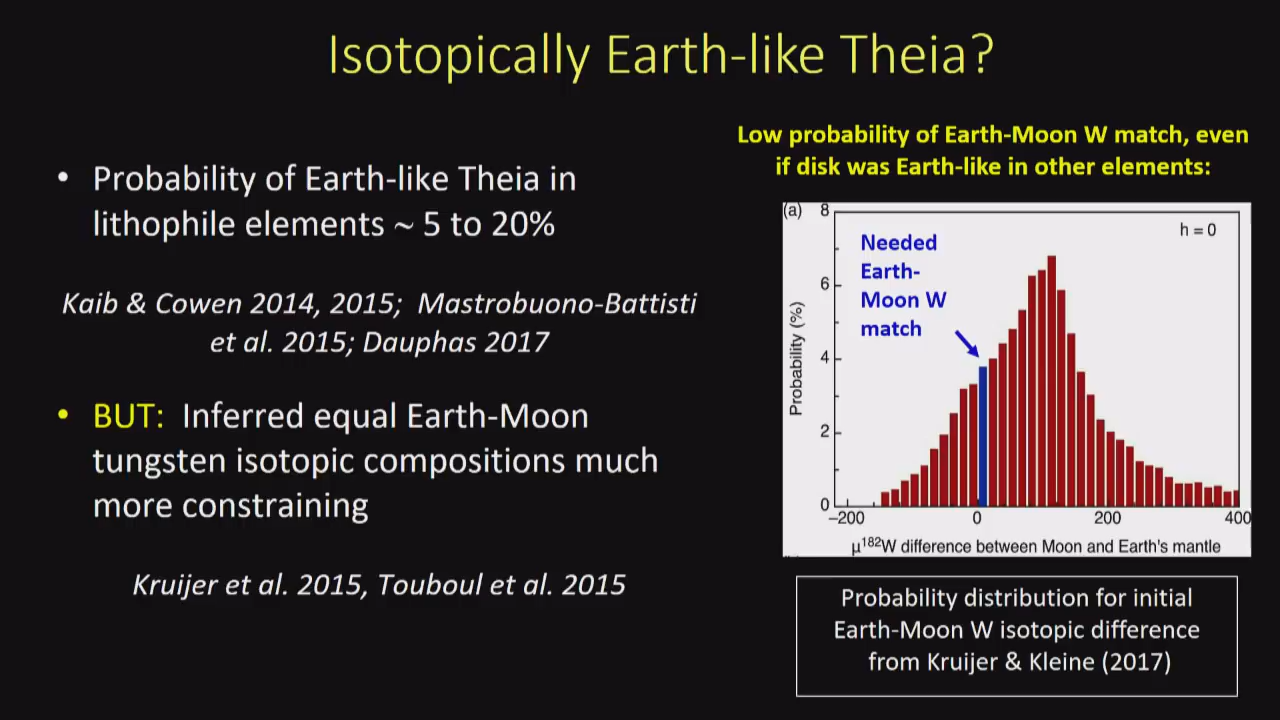 Isotopically Earth-like Theia?
• Probability of Earth-like Theia in
lithophile elements ~ 5 to 20%
Kaib & Cowen 2014, 2015; Mastrobuono-Battisti
et al. 2015; Dauphas 2017
• BUT: Inferred equal Earth-Moon
tungsten isotopic compositions much
more constraining
Kruijer et al. 2015, Touboul et al. 2015
Low probability of Earth-Moon W match, even
if disk was Earth-like in other elements:
(a)
8
6
4
2
0
Probability (%)
h = 0
Needed
Earth-
Moon W
match
−200
0
200
400
μ¹⁸²W difference between Moon and Earth's mantle
Probability distribution for initial
Earth-Moon W isotopic difference
from Kruijer & Kleine (2017)